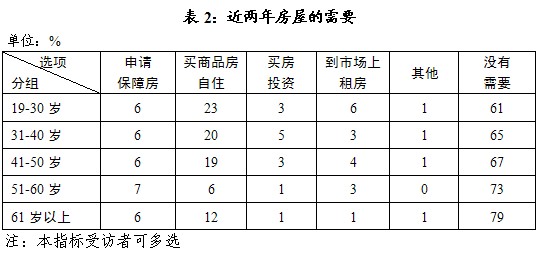 表 2：近两年房屋的需要
单位：%
选项 分组 申请保障房 买商品房自住 买房投资 到市场上租房 其他 没有需要
19-30 岁 6 23 3 6 1 61
31-40 岁 6 20 5 3 1 65
41-50 岁 6 19 3 4 1 67
51-60 岁 7 6 1 3 0 73
61 岁以上 6 12 1 1 1 79
注：本指标受访者可多选